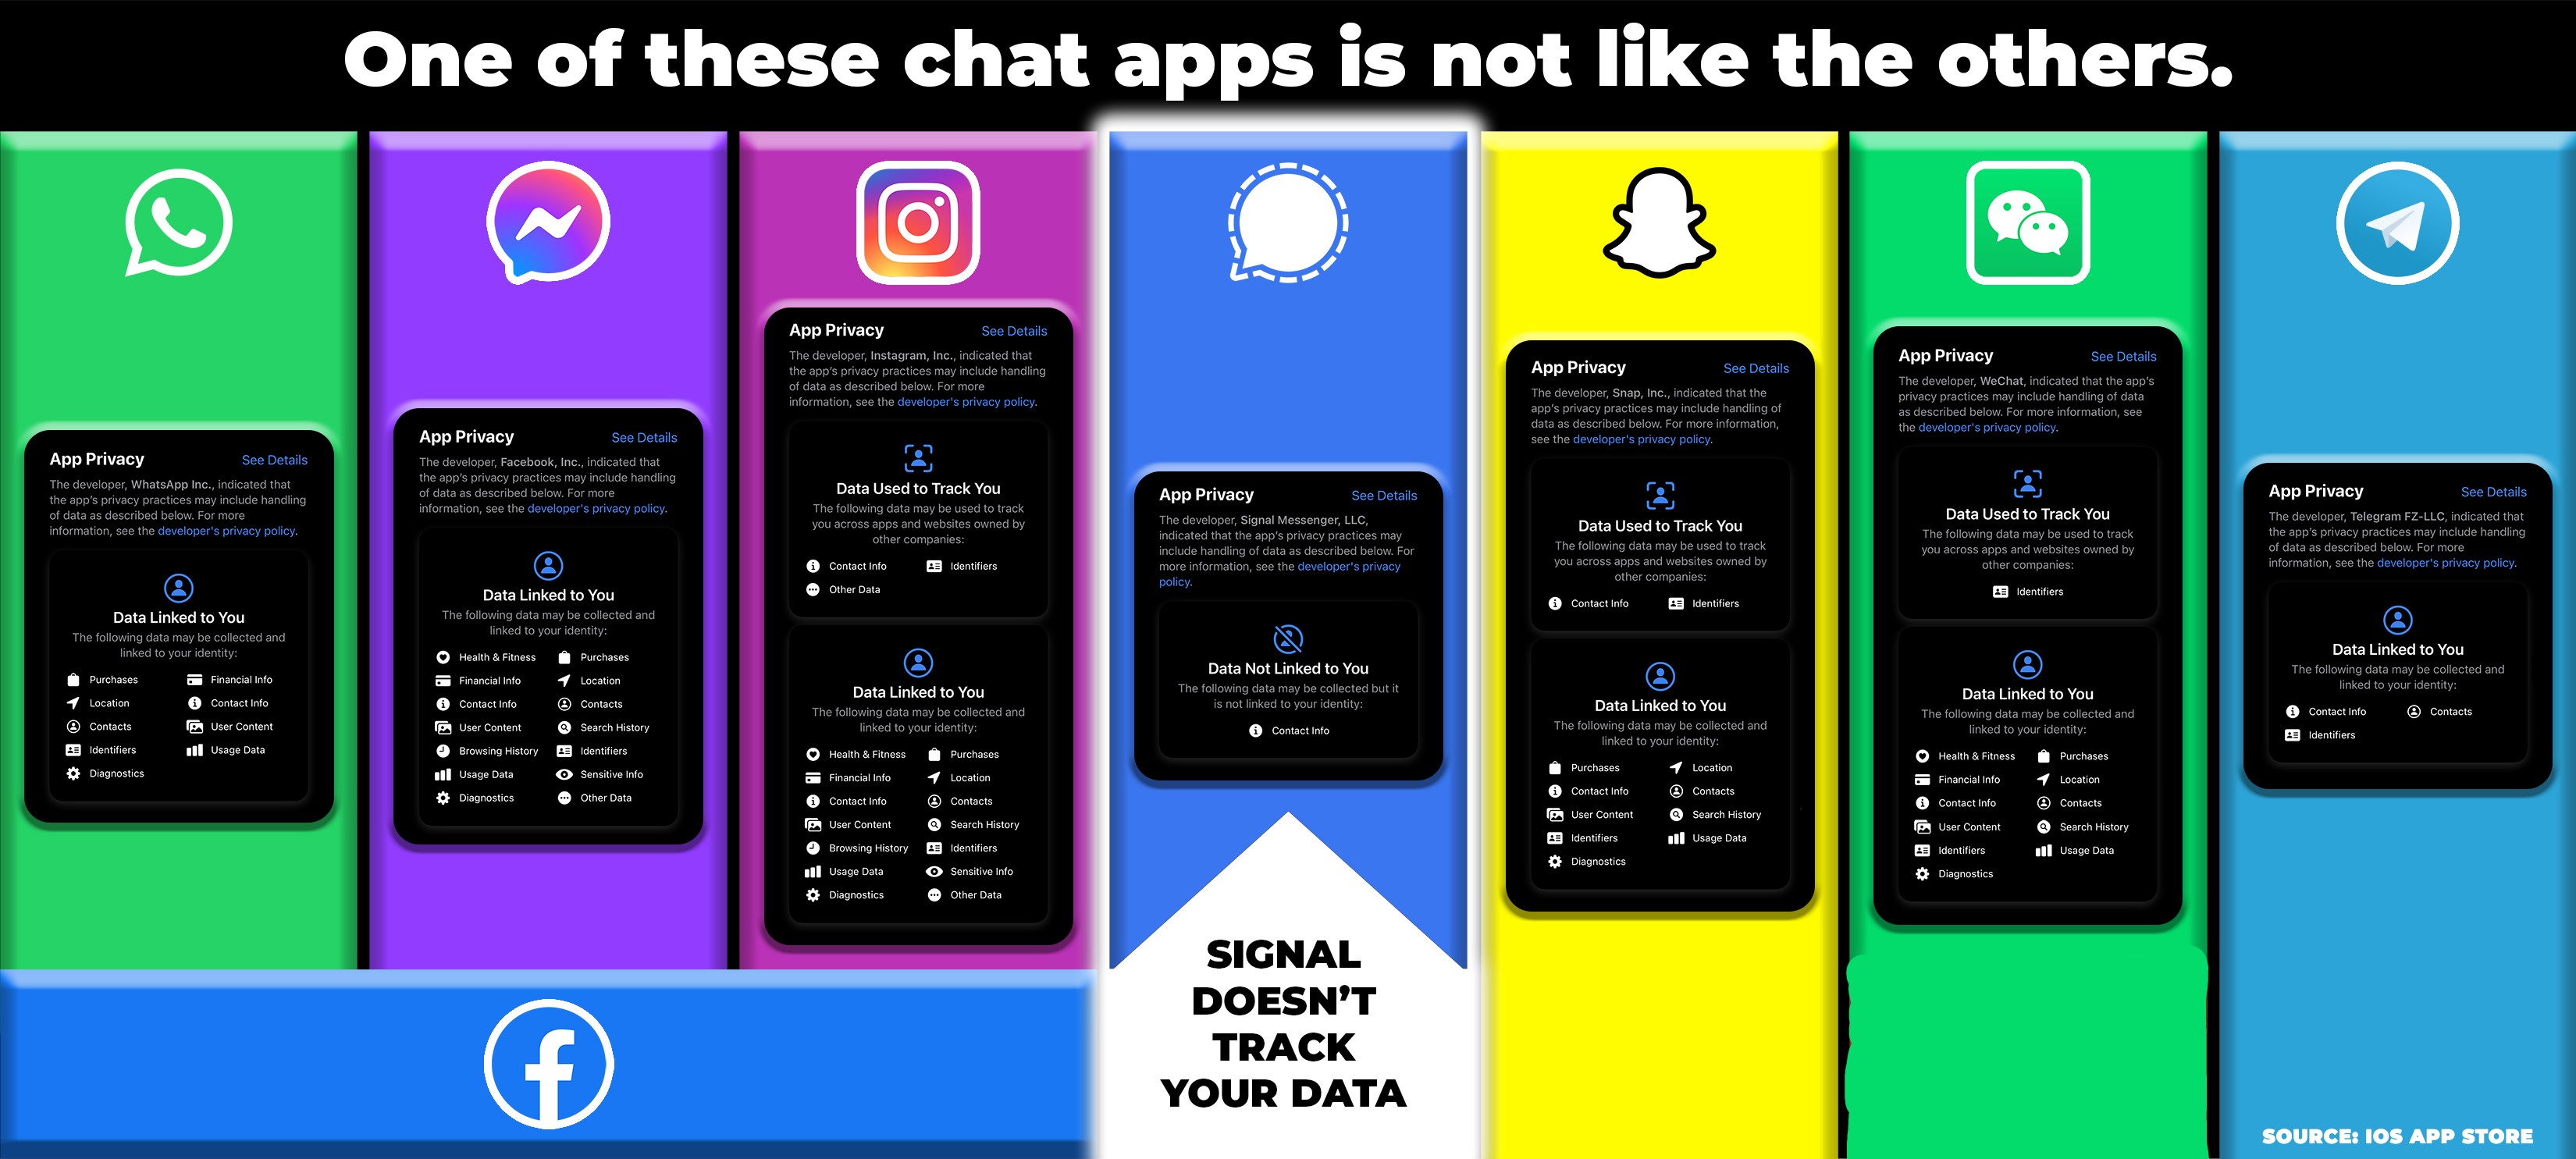 One of these chat apps is not like the others.
App Privacy See Details
The developer, WhatsApp Inc., indicated that
the app's privacy practices may include handling
of data as described below. For more
information, see the developer's privacy policy.
Data Linked to You
The following data may be collected and
linked to your identity:
Purchases Financial Info
Location Contact Info
Contacts User Content
Identifiers Usage Data
Diagnostics
App Privacy See Details
The developer, Facebook, Inc., indicated that
the app's privacy practices may include handling
of data as described below. For more
information, see the developer's privacy policy.
Data Linked to You
The following data may be collected and
linked to your identity:
Health & Fitness Purchases
Financial Info Location
Contact Info Contacts
User Content Search History
Browsing History Identifiers
Usage Data Sensitive Info
Diagnostics Other Data
App Privacy See Details
The developer, Instagram, Inc., indicated that
the app's privacy practices may include handling
of data as described below. For more
information, see the developer's privacy policy.
Data Used to Track You
The following data may be used to track
you across apps and websites owned by
other companies:
Contact Info Identifiers
Other Data
Data Linked to You
The following data may be collected and
linked to your identity:
Health & Fitness Purchases
Financial Info Location
Contact Info Contacts
User Content Search History
Browsing History Identifiers
Usage Data Sensitive Info
Diagnostics Other Data
App Privacy See Details
The developer, Signal Messenger, LLC,
indicated that the app's privacy practices may
include handling of data as described below. For
more information, see the developer's privacy
policy.
Data Not Linked to You
The following data may be collected but it
is not linked to your identity:
Contact Info
SIGNAL
DOESN'T
TRACK
YOUR DATA
App Privacy See Details
The developer, Snap, Inc., indicated that the
app's privacy practices may include handling of
data as described below. For more information,
see the developer's privacy policy.
Data Used to Track You
The following data may be used to track
you across apps and websites owned by
other companies:
Contact Info Identifiers
Data Linked to You
The following data may be collected and
linked to your identity:
Purchases Location
Contact Info Contacts
User Content Search History
Identifiers Usage Data
Diagnostics
App Privacy See Details
The developer, WeChat, indicated that the app's
privacy practices may include handling of data
as described below. For more information, see
the developer's privacy policy.
Data Used to Track You
The following data may be used to track
you across apps and websites owned by
other companies:
Identifiers
Data Linked to You
The following data may be collected and
linked to your identity:
Health & Fitness Purchases
Financial Info Location
Contact Info Contacts
User Content Search History
Identifiers Usage Data
Diagnostics
App Privacy See Details
The developer, Telegram FZ-LLC, indicated that
the app's privacy practices may include handling
of data as described below. For more
information, see the developer's privacy policy.
Data Linked to You
The following data may be collected and
linked to your identity:
Contact Info Contacts
Identifiers
SOURCE: IOS APP STORE